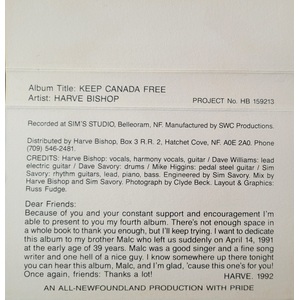 Album Title: KEEP CANADA FREE
Artist: HARVE BISHOP
PROJECT No. HB 159213
Recorded at SIM'S STUDIO, Belleoram, NF. Manufactured by SWC Productions.
Distributed by Harve Bishop, Box 3 R.R. 2, Hatchet Cove, NF. A0E 2A0. Phone
(709) 546-2481.
CREDITS: Harve Bishop: vocals, harmony vocals, guitar / Dave Williams: lead
electric guitar / Dave Savory: drums / Mike Higgins: pedal steel guitar / Sim
Savory: rhythm guitars, lead, piano, bass. Engineered by Sim Savory. Mix by
Harve Bishop and Sim Savory. Photograph by Clyde Beck. Layout & Graphics:
Russ Fudge.
Dear Friends:
Because of you and your constant support and encouragement I'm
able to present to you my fourth album. There's not enough space in
a whole book to thank you enough, but I'll keep trying. I want to dedicate
this album to my brother Malc who left us suddenly on April 14, 1991
at the early age of 39 years. Malc was a good singer and a fine song
writer and one hell of a nice guy. I know somewhere up there tonight
you can hear this album, Malc, and I'm glad, 'cause this one's for you!
Once again, friends: Thanks a lot!
HARVE. 1992
AN ALL-NEWFOUNDLAND PRODUCTION WITH PRIDE